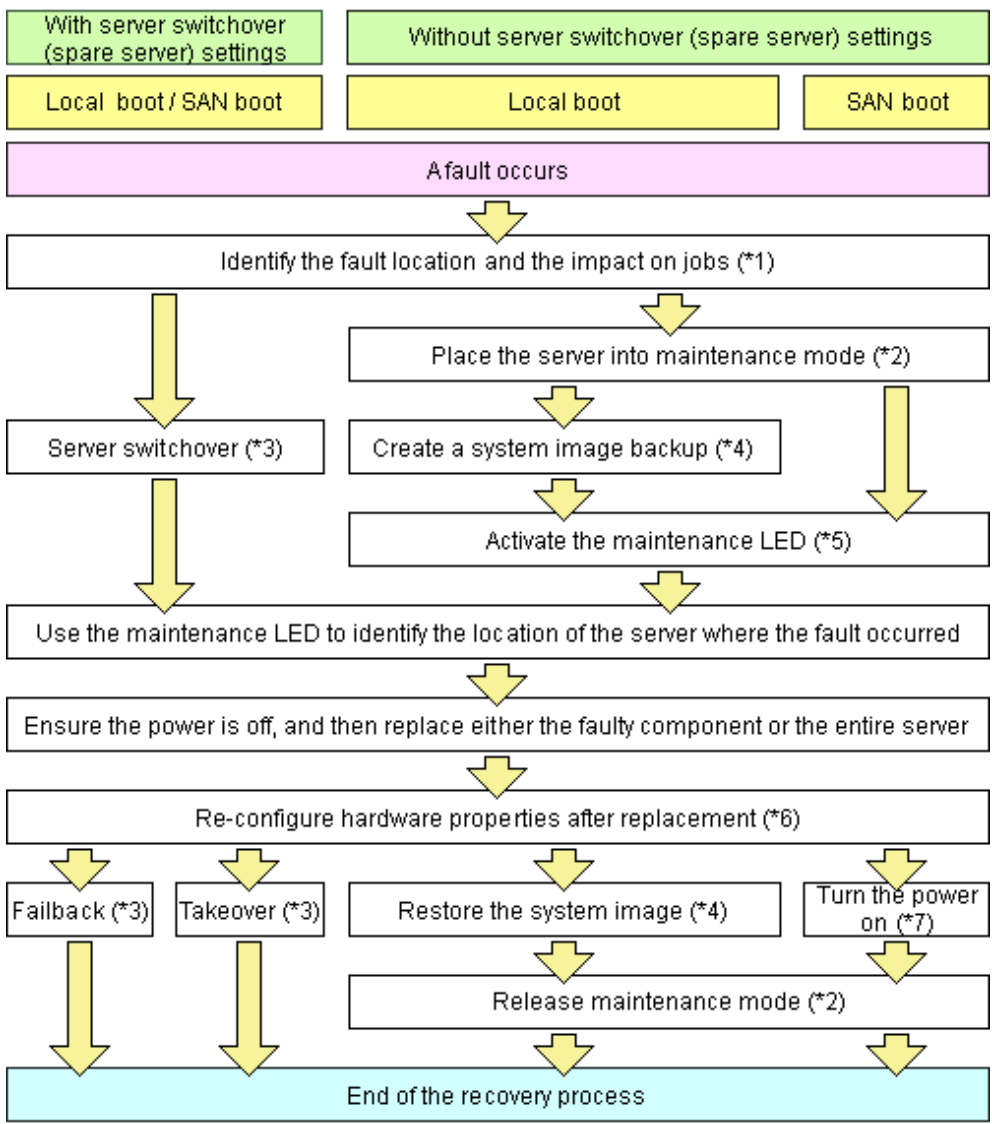 With server switchover
(spare server) settings
Without server switchover (spare server) settings
Local boot / SAN boot
Local boot
SAN boot
A fault occurs
Identify the fault location and the impact on jobs (*1)
Place the server into maintenance mode (*2)
Server switchover (*3)
Create a system image backup (*4)
Activate the maintenance LED (*5)
Use the maintenance LED to identify the location of the server where the fault occurred
Ensure the power is off, and then replace either the faulty component or the entire server
Re-configure hardware properties after replacement (*6)
Failback (*3)
Takeover (*3)
Restore the system image (*4)
Turn the power
on (*7)
Release maintenance mode (*2)
End of the recovery process